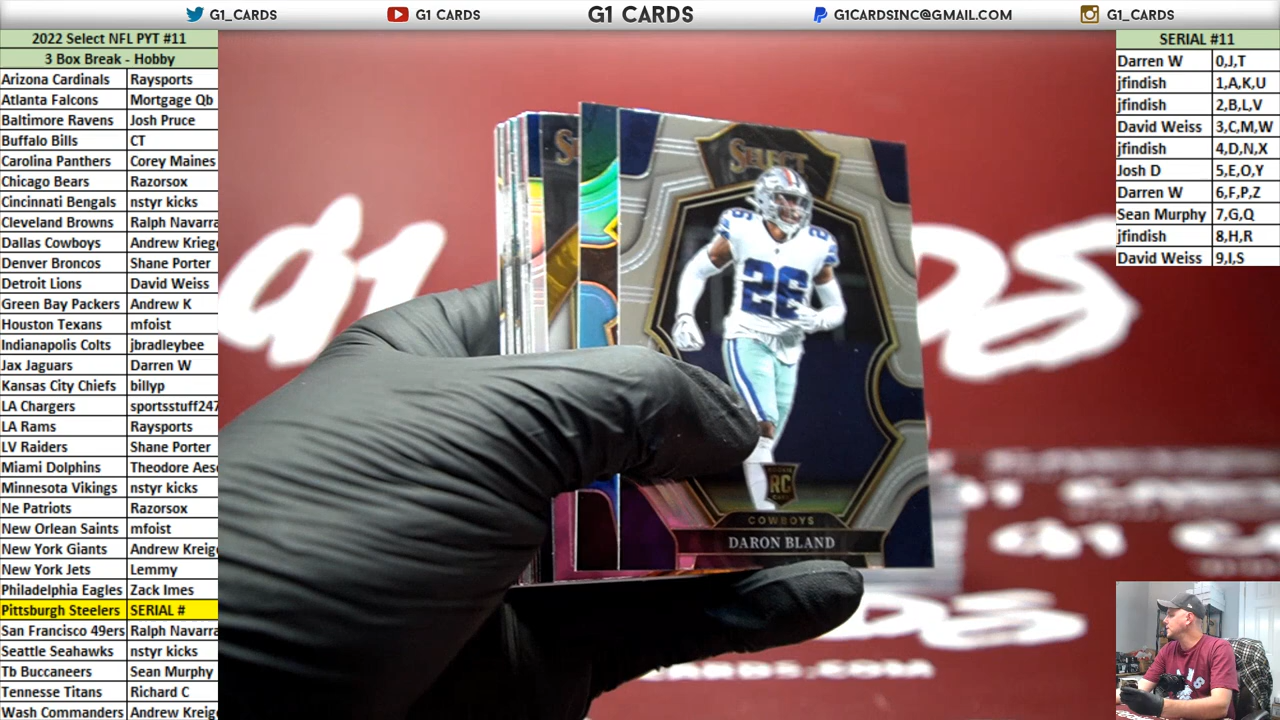 G1_CARDS
G1 CARDS
G1 CARDS
G1CARDSINC@GMAIL.COM
G1_CARDS
2022 Select NFL PYT #11
3 Box Break - Hobby
Arizona Cardinals Raysports
Atlanta Falcons Mortgage Qb
Baltimore Ravens Josh Pruce
Buffalo Bills CT
Carolina Panthers Corey Maines
Chicago Bears Razorsox
Cincinnati Bengals nstyr kicks
Cleveland Browns Ralph Navarra
Dallas Cowboys Andrew Krieg
Denver Broncos Shane Porter
Detroit Lions David Weiss
Green Bay Packers Andrew K
Houston Texans mfoist
Indianapolis Colts jbradleybee
Jax Jaguars Darren W
Kansas City Chiefs billyp
LA Chargers sportsstuff247
LA Rams Raysports
LV Raiders Shane Porter
Miami Dolphins Theodore Aes
Minnesota Vikings nstyr kicks
Ne Patriots Razorsox
New Orlean Saints mfoist
New York Giants Andrew Kreig
New York Jets Lemmy
Philadelphia Eagles Zack Imes
Pittsburgh Steelers SERIAL #
San Francisco 49ers Ralph Navarra
Seattle Seahawks nstyr kicks
Tb Buccaneers Sean Murphy
Tennesse Titans Richard C
Wash Commanders Andrew Kreig
SELECT
26
26
RC
COWBOYS
DARON BLAND
SERIAL #11
Darren W 0,J,T
jfindish 1,A,K,U
jfindish 2,B,L,V
David Weiss 3,C,M,W
jfindish 4,D,N,X
Josh D 5,E,O,Y
Darren W 6,F,P,Z
Sean Murphy 7,G,Q
jfindish 8,H,R
David Weiss 9,I,S